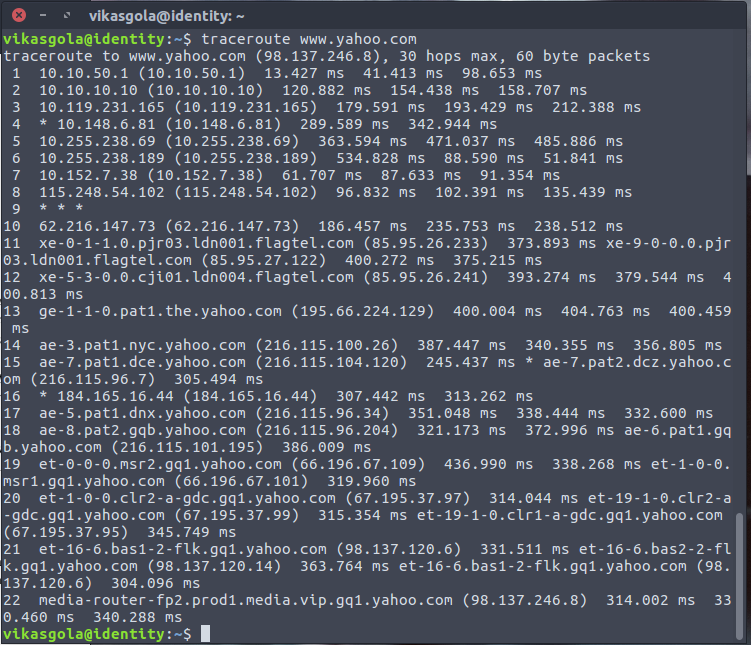 vikasgola@identity: ~
vikasgola@identity:~$ traceroute www.yahoo.com
traceroute to www.yahoo.com (98.137.246.8), 30 hops max, 60 byte packets
 1  10.10.50.1 (10.10.50.1)  13.427 ms  41.413 ms  98.653 ms
 2  10.10.10.10 (10.10.10.10)  120.882 ms  154.438 ms  158.707 ms
 3  10.119.231.165 (10.119.231.165)  179.591 ms  193.429 ms  212.388 ms
 4  * 10.148.6.81 (10.148.6.81)  289.589 ms  342.944 ms
 5  10.255.238.69 (10.255.238.69)  363.594 ms  471.037 ms  485.886 ms
 6  10.255.238.189 (10.255.238.189)  534.828 ms  88.590 ms  51.841 ms
 7  10.152.7.38 (10.152.7.38)  61.707 ms  87.633 ms  91.354 ms
 8  115.248.54.102 (115.248.54.102)  96.832 ms  102.391 ms  135.439 ms
 9  * * *
10  62.216.147.73 (62.216.147.73)  186.457 ms  235.753 ms  238.512 ms
11  xe-0-1-1.0.pjr03.ldn001.flagtel.com (85.95.26.233)  373.893 ms xe-9-0-0.0.pjr
03.ldn001.flagtel.com (85.95.27.122)  400.272 ms  375.215 ms
12  xe-5-3-0.0.cji01.ldn004.flagtel.com (85.95.26.241)  393.274 ms  379.544 ms  4
00.813 ms
13  ge-1-1-0.pat1.the.yahoo.com (195.66.224.129)  400.004 ms  404.763 ms  400.459
 ms
14  ae-3.pat1.nyc.yahoo.com (216.115.100.26)  387.447 ms  340.355 ms  356.805 ms
15  ae-7.pat1.dce.yahoo.com (216.115.104.120)  245.437 ms * ae-7.pat2.dcz.yahoo.c
om (216.115.96.7)  305.494 ms
16  * 184.165.16.44 (184.165.16.44)  307.442 ms  313.262 ms
17  ae-5.pat1.dnx.yahoo.com (216.115.96.34)  351.048 ms  338.444 ms  332.600 ms
18  ae-8.pat2.gqb.yahoo.com (216.115.96.204)  321.173 ms  372.996 ms ae-6.pat1.gq
b.yahoo.com (216.115.101.195)  386.009 ms
19  et-0-0-0.msr2.gq1.yahoo.com (66.196.67.109)  436.990 ms  338.268 ms et-1-0-0.
msr1.gq1.yahoo.com (66.196.67.101)  319.960 ms
20  et-1-0-0.clr2-a-gdc.gq1.yahoo.com (67.195.37.97)  314.044 ms et-19-1-0.clr2-a
-gdc.gq1.yahoo.com (67.195.37.99)  315.354 ms et-19-1-0.clr1-a-gdc.gq1.yahoo.com
(67.195.37.95)  345.749 ms
21  et-16-6.bas1-2-flk.gq1.yahoo.com (98.137.120.6)  331.511 ms et-16-6.bas2-2-fl
k.gq1.yahoo.com (98.137.120.14)  363.764 ms et-16-6.bas1-2-flk.gq1.yahoo.com (98.
137.120.6)  304.096 ms
22  media-router-fp2.prod1.media.vip.gq1.yahoo.com (98.137.246.8)  314.002 ms  33
0.460 ms  340.288 ms
vikasgola@identity:~$